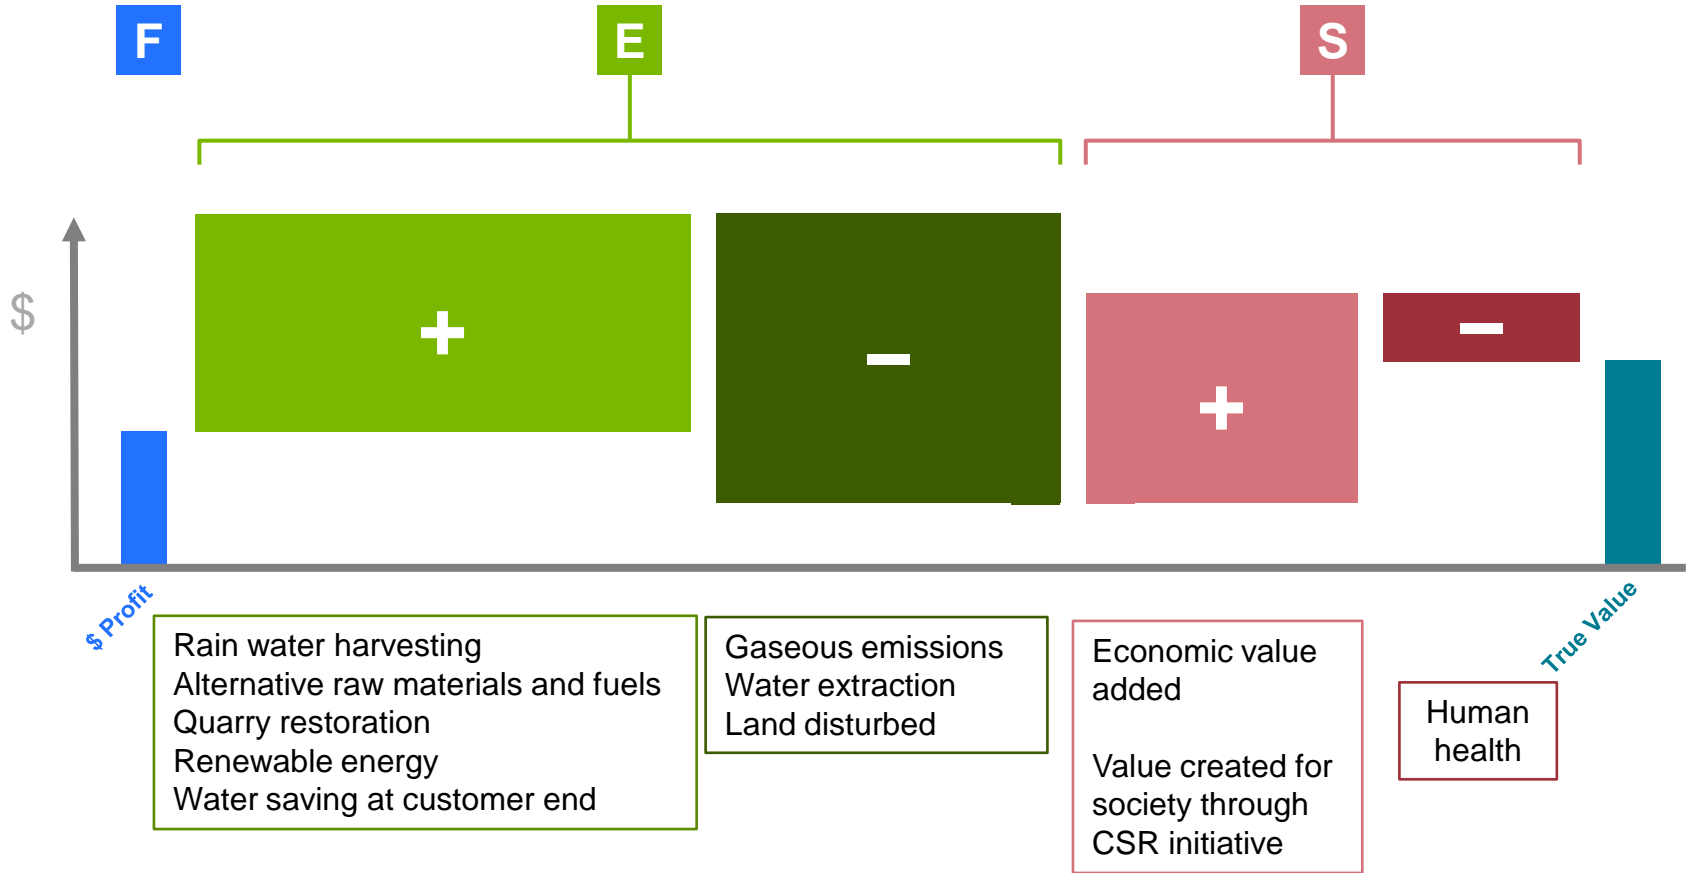 F
E
S
$
+
−
+
−
$ Profit
True Value
Rain water harvesting
Alternative raw materials and fuels
Quarry restoration
Renewable energy
Water saving at customer end
Gaseous emissions
Water extraction
Land disturbed
Economic value
added
Value created for
society through
CSR initiative
Human
health